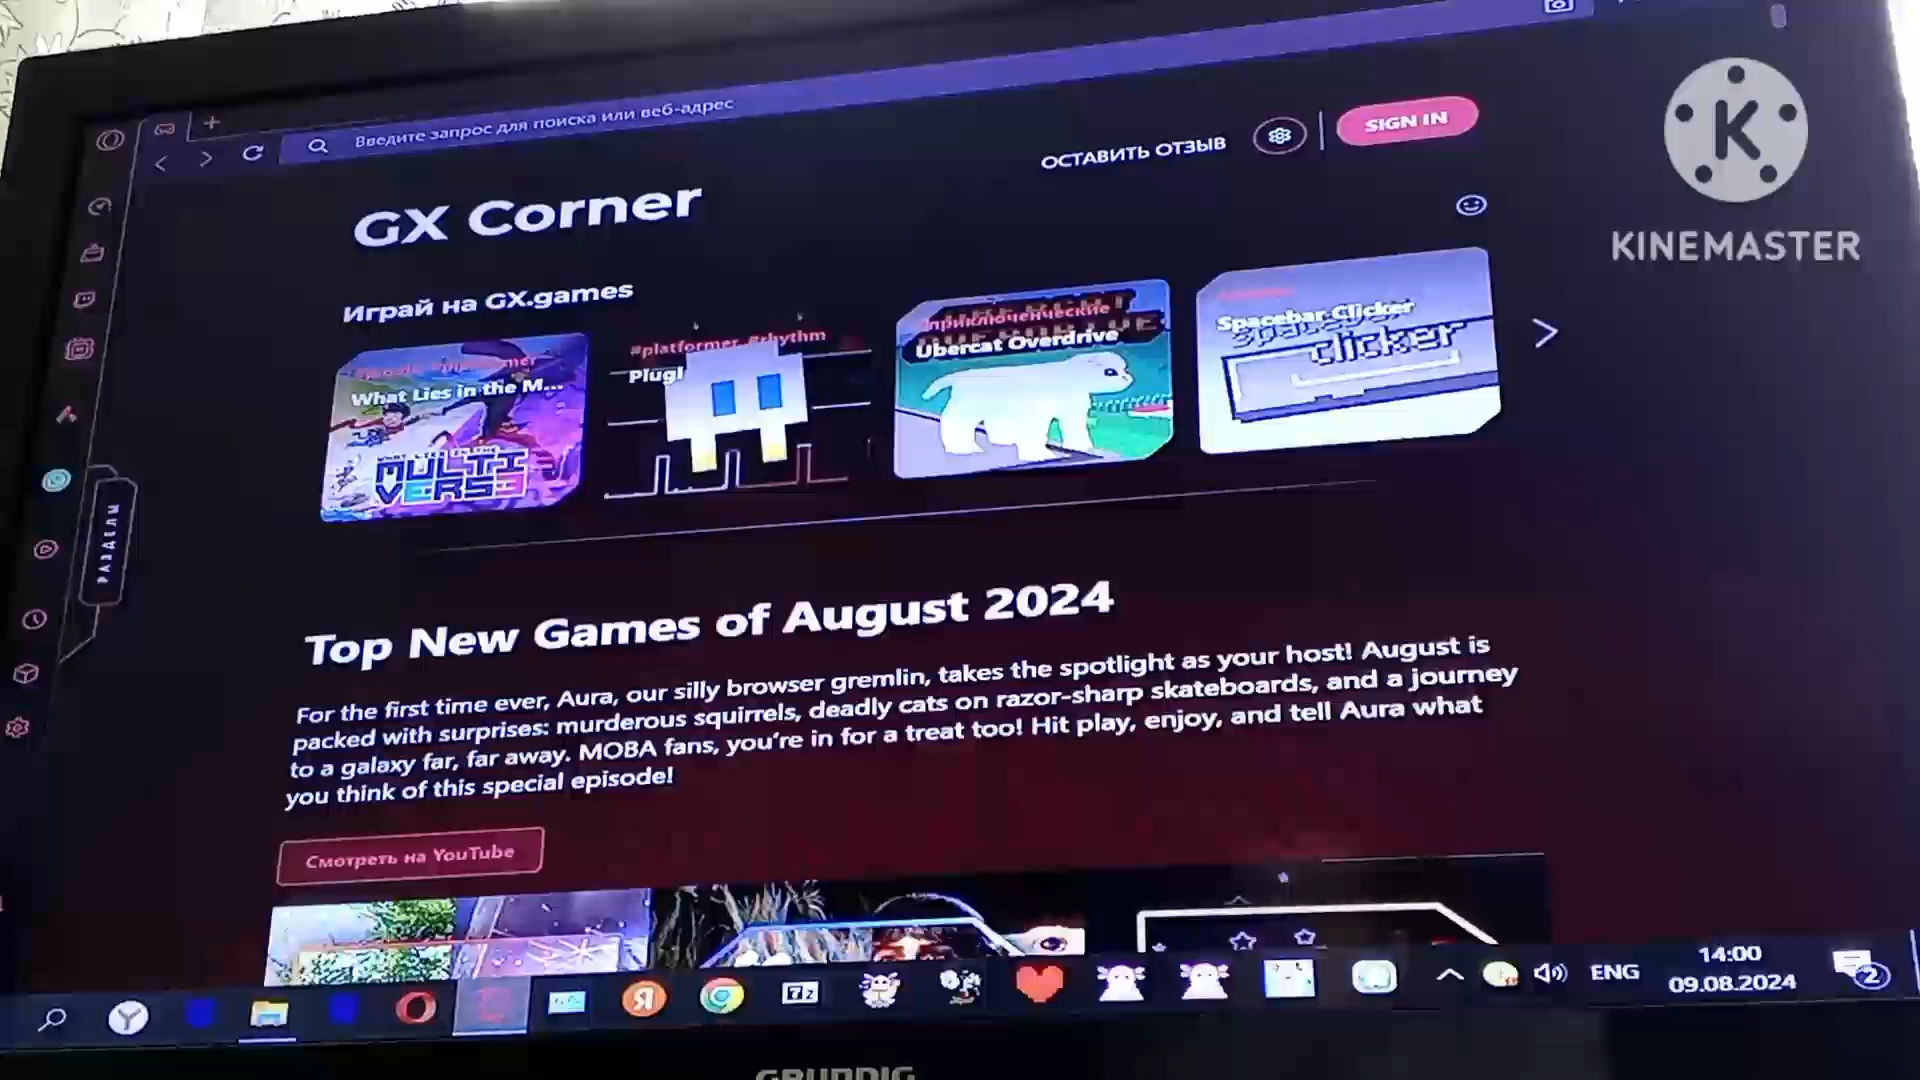 Введите запрос для поиска или веб-адрес
ОСТАВИТЬ ОТЗЫВ
SIGN IN
KINEMASTER
GX Corner
Играй на GX.games
What Lies in the M...
MULTI
VERS3
#platformer #rhythm
Plugl
#приключенческие
Ubercat Overdrive
Spacebar Clicker
clicker
РАЗДЕЛЫ
Top New Games of August 2024
For the first time ever, Aura, our silly browser gremlin, takes the spotlight as your host! August is
packed with surprises: murderous squirrels, deadly cats on razor-sharp skateboards, and a journey
to a galaxy far, far away. MOBA fans, you're in for a treat too! Hit play, enjoy, and tell Aura what
you think of this special episode!
Смотреть на YouTube
7z
ENG
14:00
09.08.2024
2
GRUNDIG